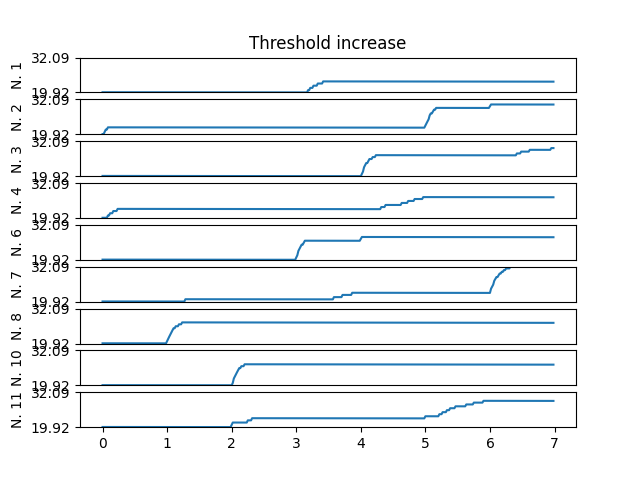 Threshold increase
32.09
N. 1
19.92
32.09
N. 2
19.92
32.09
N. 3
19.92
32.09
N. 4
19.92
32.09
N. 6
19.92
32.09
N. 7
19.92
32.09
N. 8
19.92
32.09
N. 10
19.92
32.09
N. 11
19.92
0 1 2 3 4 5 6 7